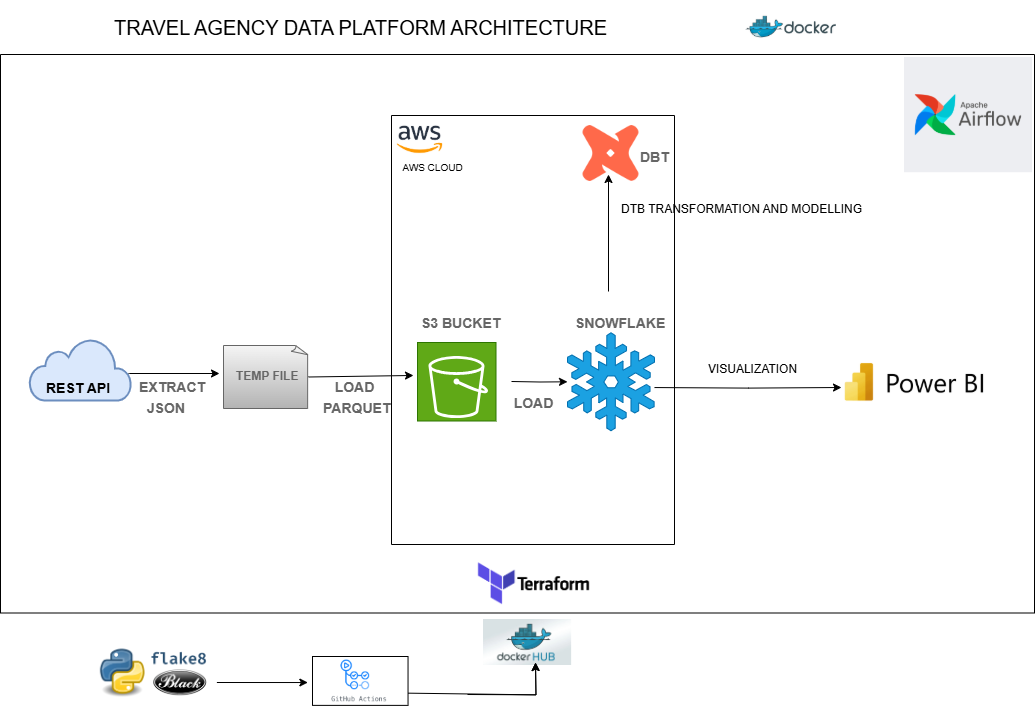 TRAVEL AGENCY DATA PLATFORM ARCHITECTURE
docker
Apache
Airflow
aws
AWS CLOUD
DBT
DTB TRANSFORMATION AND MODELLING
S3 BUCKET
SNOWFLAKE
REST API
EXTRACT
JSON
TEMP FILE
LOAD
PARQUET
LOAD
VISUALIZATION
Power BI
Terraform
docker HUB
flake8
Black
GitHub Actions